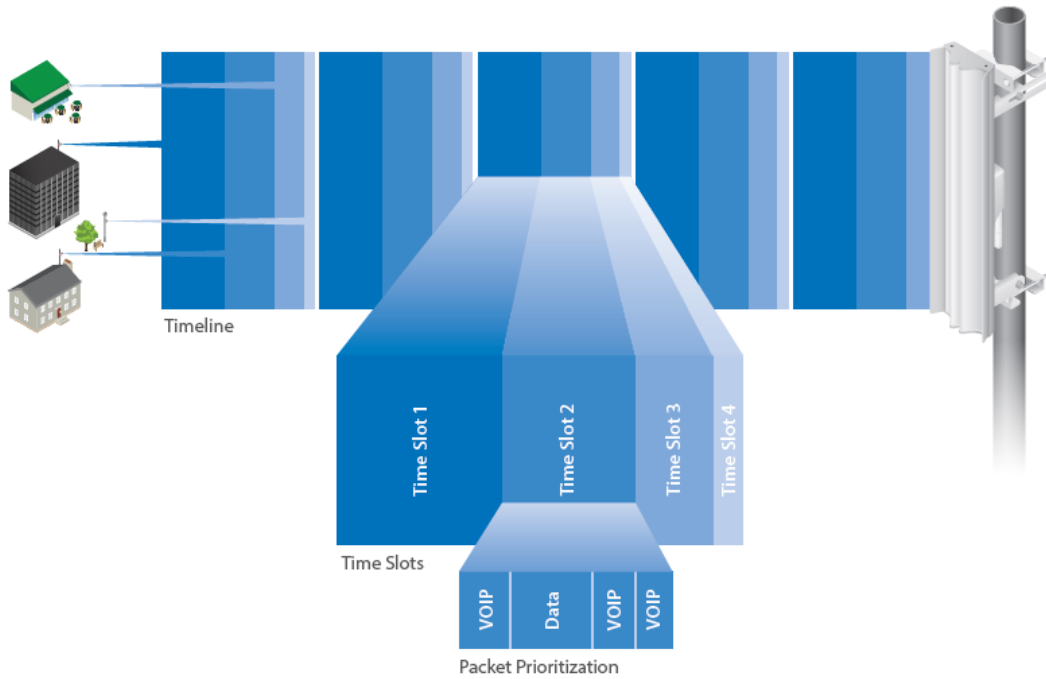 Timeline
Time Slot 1
Time Slot 2
Time Slot 3
Time Slot 4
Time Slots
VOIP
Data
VOIP
VOIP
Packet Prioritization